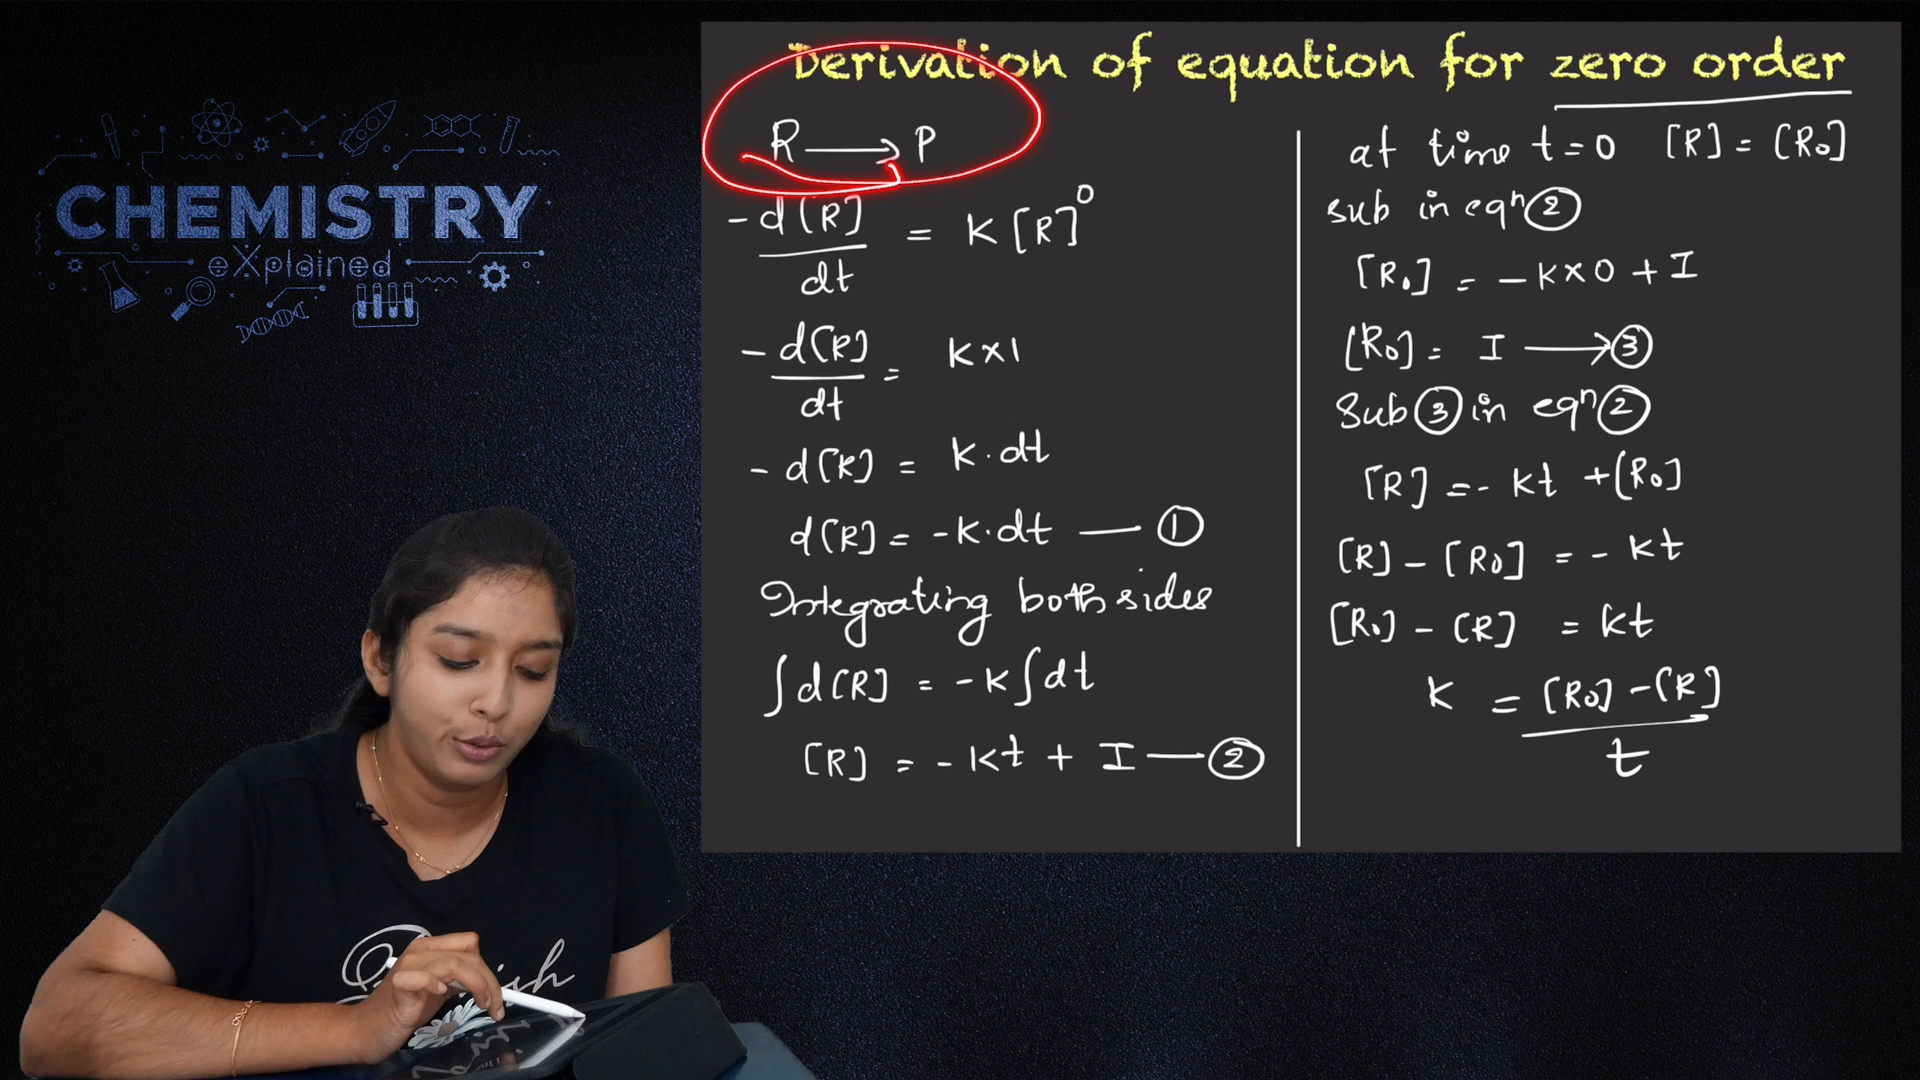 CHEMISTRY
eXplained
Derivation of equation for zero order
R ⟶ P
-d[R]/dt = K[R]⁰
-d[R]/dt = K×1
-d[R] = K·dt
d[R] = -K·dt — ①
Integrating both sides
∫d[R] = -K∫dt
[R] = -Kt + I — ②
at time t=0 [R] = [R₀]
sub in eqⁿ ②
[R₀] = -K×0 + I
[R₀] = I ⟶ ③
Sub ③ in eqⁿ ②
[R] = -Kt + [R₀]
[R] - [R₀] = -Kt
[R₀] - [R] = Kt
K = [R₀] - [R]/t